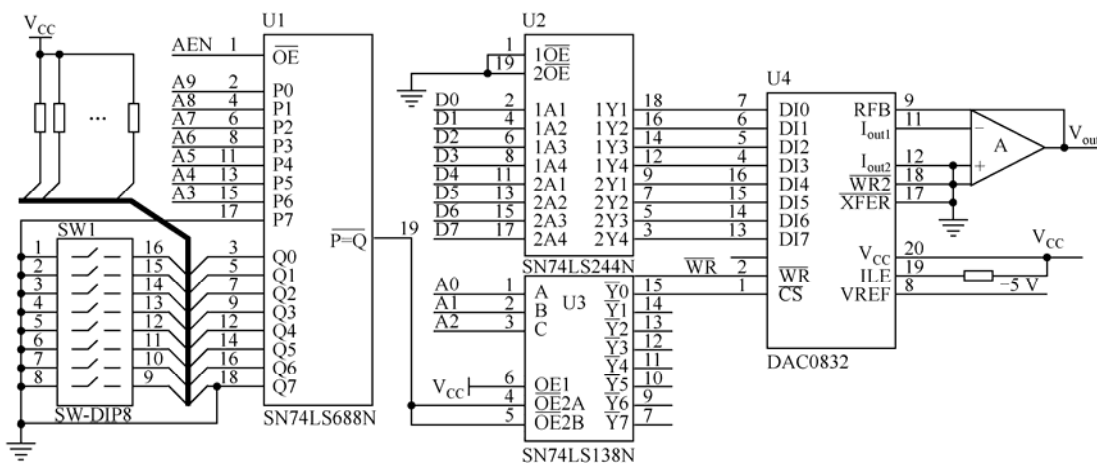 V_CC
AEN 1 OE
A9 2 P0
A8 4 P1
A7 6 P2
A6 8 P3
A5 11 P4
A4 13 P5
A3 15 P6
17 P7
U1
P=Q 19
...
SW1
1 16 3 Q0
2 15 5 Q1
3 14 7 Q2
4 13 9 Q3
5 12 12 Q4
6 11 14 Q5
7 10 16 Q6
8 9 18 Q7
SW-DIP8
SN74LS688N
U2
1 1OE
19 2OE
D0 2 1A1 1Y1 18
D1 4 1A2 1Y2 16
D2 6 1A3 1Y3 14
D3 8 1A4 1Y4 12
D4 11 2A1 2Y1 9
D5 13 2A2 2Y2 7
D6 15 2A3 2Y3 5
D7 17 2A4 2Y4 3
SN74LS244N
A0 1 A Y0 15
A1 2 B Y1 14
A2 3 C Y2 13
U3
Y3 12
Y4 11
V_CC 6 OE1 Y5 10
4 OE2A Y6 9
5 OE2B Y7 7
SN74LS138N
U4
7 DI0 RFB 9
6 DI1 I_out1 11
5 DI2
4 DI3 I_out2 12
16 DI4 WR2 18
15 DI5 XFER 17
14 DI6
13 DI7
V_CC 20
WR 2 WR ILE 19
1 CS VREF 8
DAC0832
− A +
V_out
V_CC
−5 V